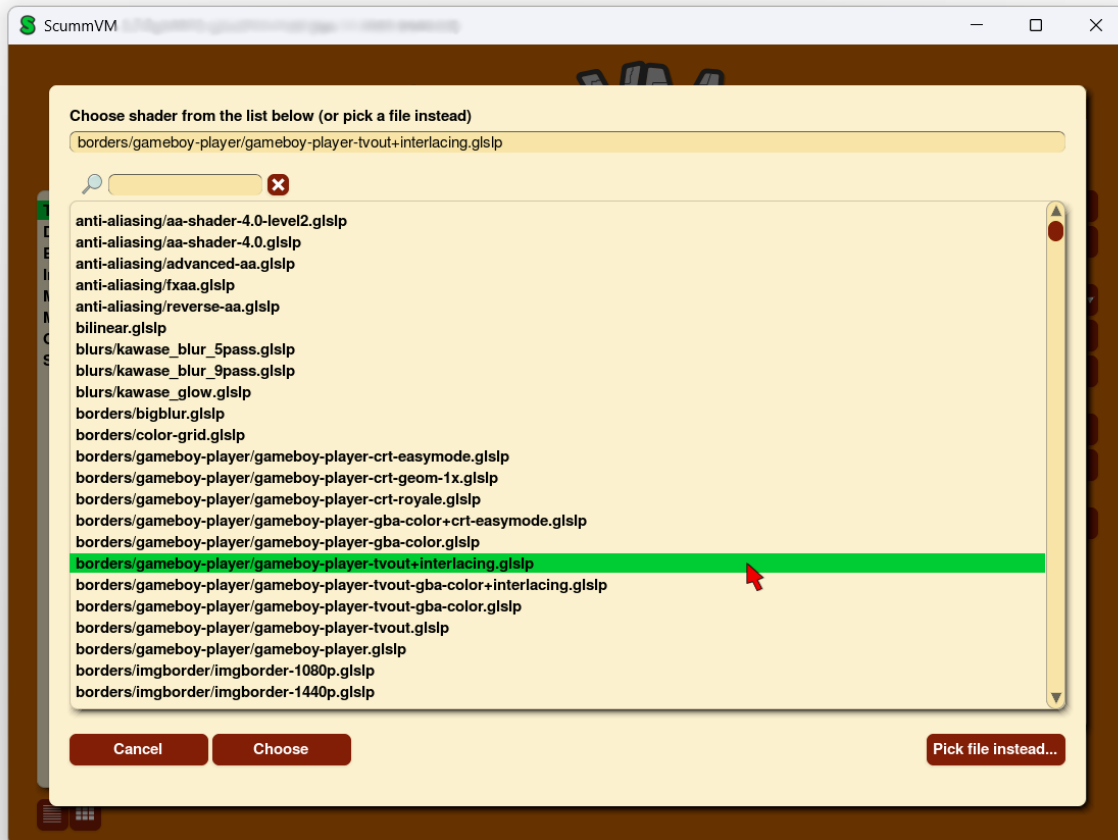 ScummVM
Choose shader from the list below (or pick a file instead)
borders/gameboy-player/gameboy-player-tvout+interlacing.glslp
anti-aliasing/aa-shader-4.0-level2.glslp
anti-aliasing/aa-shader-4.0.glslp
anti-aliasing/advanced-aa.glslp
anti-aliasing/fxaa.glslp
anti-aliasing/reverse-aa.glslp
bilinear.glslp
blurs/kawase_blur_5pass.glslp
blurs/kawase_blur_9pass.glslp
blurs/kawase_glow.glslp
borders/bigblur.glslp
borders/color-grid.glslp
borders/gameboy-player/gameboy-player-crt-easymode.glslp
borders/gameboy-player/gameboy-player-crt-geom-1x.glslp
borders/gameboy-player/gameboy-player-crt-royale.glslp
borders/gameboy-player/gameboy-player-gba-color+crt-easymode.glslp
borders/gameboy-player/gameboy-player-gba-color.glslp
borders/gameboy-player/gameboy-player-tvout+interlacing.glslp
borders/gameboy-player/gameboy-player-tvout-gba-color+interlacing.glslp
borders/gameboy-player/gameboy-player-tvout-gba-color.glslp
borders/gameboy-player/gameboy-player-tvout.glslp
borders/gameboy-player/gameboy-player.glslp
borders/imgborder/imgborder-1080p.glslp
borders/imgborder/imgborder-1440p.glslp
Cancel
Choose
Pick file instead...